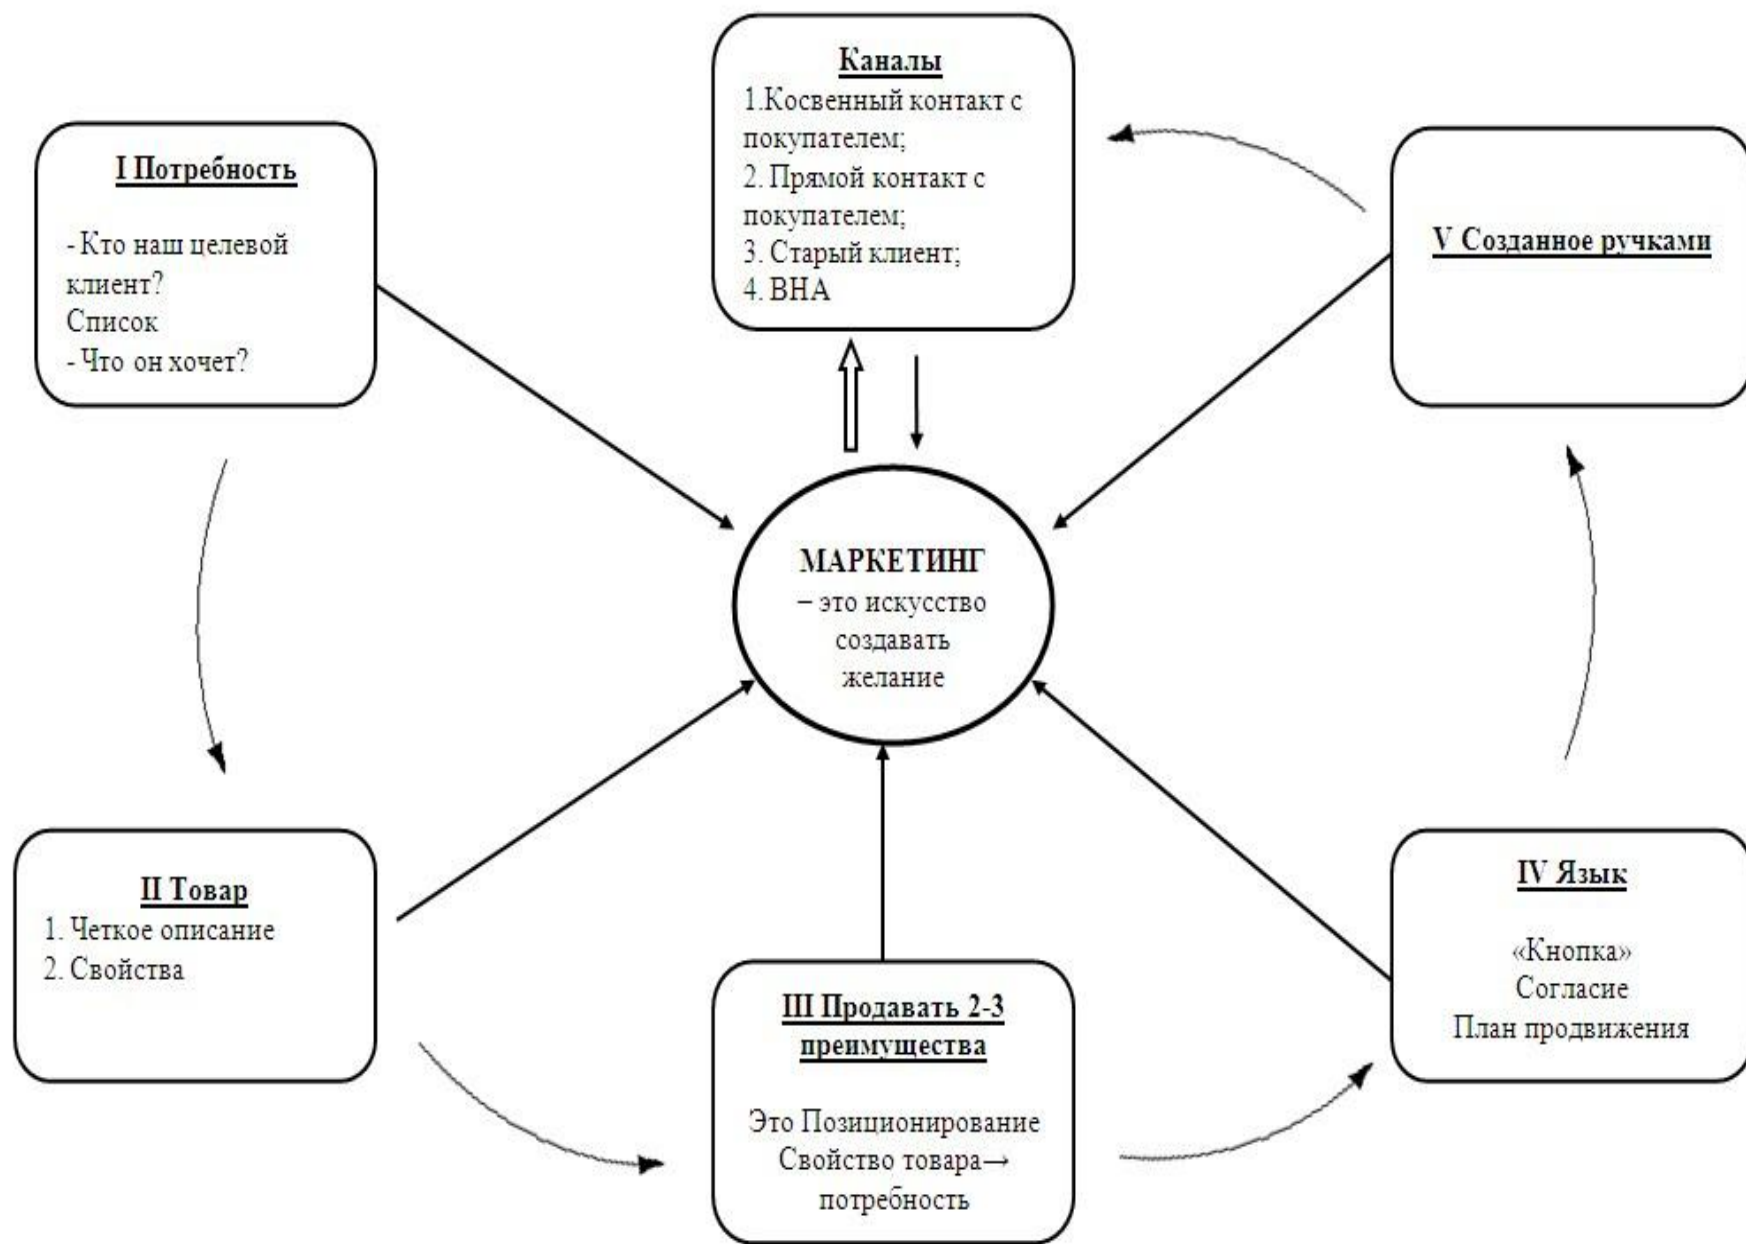 Каналы
1.Косвенный контакт с
покупателем;
2. Прямой контакт с
покупателем;
3. Старый клиент;
4. ВНА
I Потребность
- Кто наш целевой
клиент?
Список
- Что он хочет?
V Созданное ручками
МАРКЕТИНГ
– это искусство
создавать
желание
II Товар
1. Четкое описание
2. Свойства
III Продавать 2-3
преимущества
Это Позиционирование
Свойство товара→
потребность
IV Язык
«Кнопка»
Согласие
План продвижения